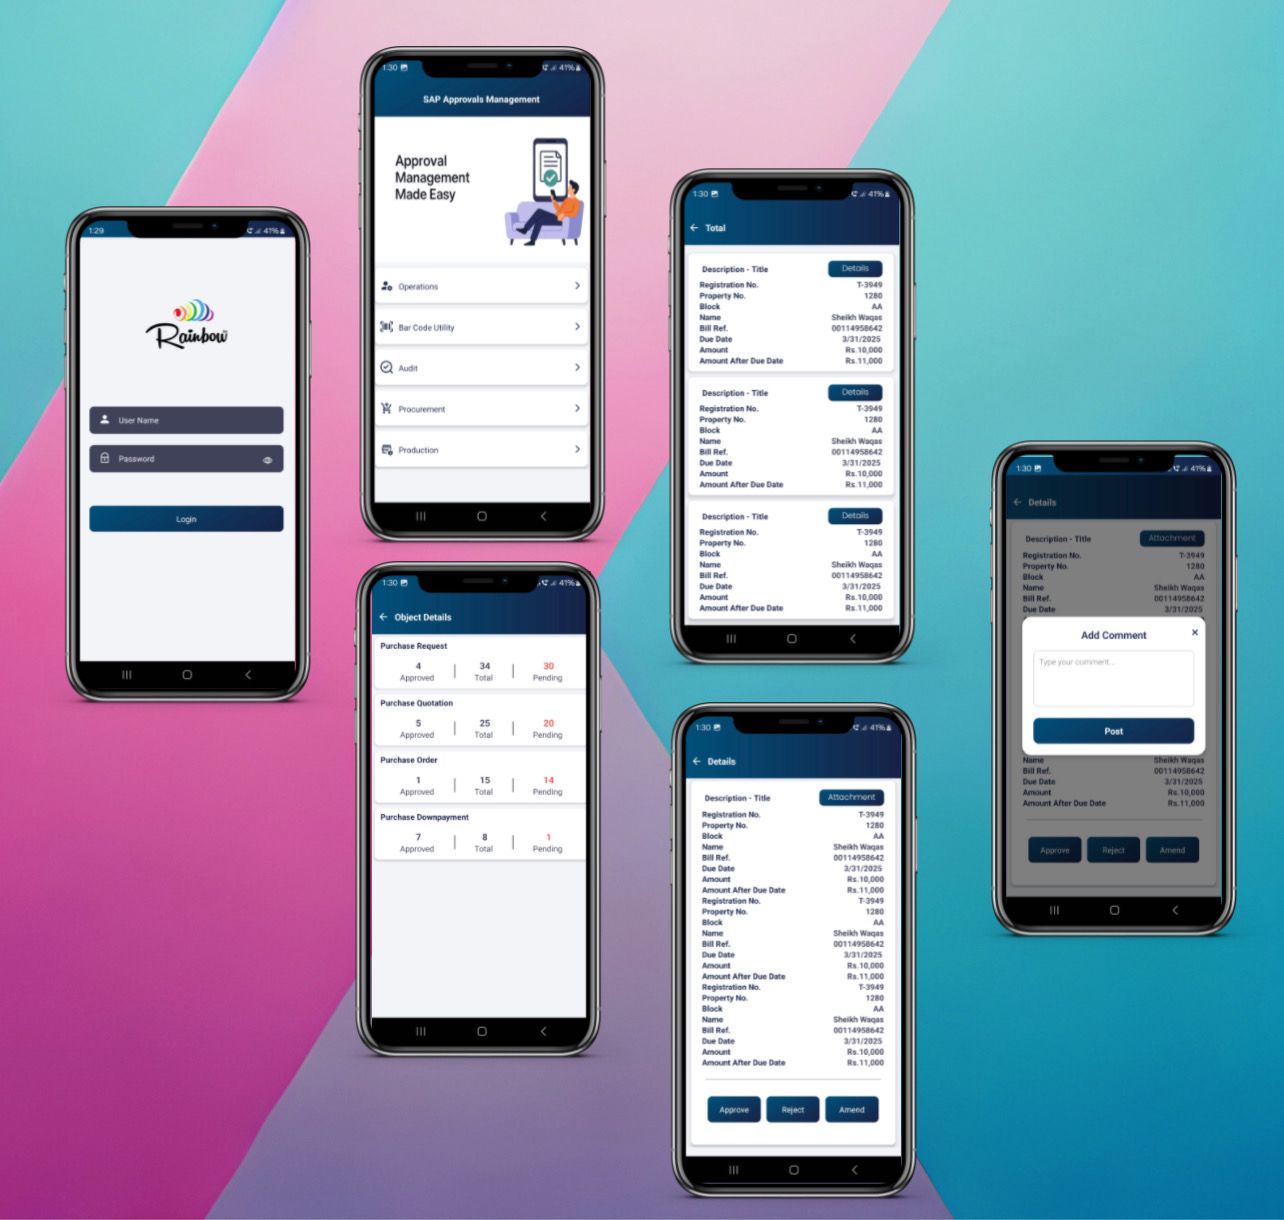 1:29
41%
Rainbow
User Name
Password
Login
1:30
41%
SAP Approvals Management
Approval
Management
Made Easy
Operations
Bar Code Utility
Audit
Procurement
Production
1:30
41%
Object Details
Purchase Request
4 34 30
Approved Total Pending
Purchase Quotation
5 25 20
Approved Total Pending
Purchase Order
1 15 14
Approved Total Pending
Purchase Downpayment
7 8 1
Approved Total Pending
1:30
41%
Total
Description - Title Details
Registration No. T-3949
Property No. 1280
Block AA
Name Sheikh Waqas
Bill Ref. 00114958642
Due Date 3/31/2025
Amount Rs.10,000
Amount After Due Date Rs.11,000
Description - Title Details
Registration No. T-3949
Property No. 1280
Block AA
Name Sheikh Waqas
Bill Ref. 00114958642
Due Date 3/31/2025
Amount Rs.10,000
Amount After Due Date Rs.11,000
Description - Title Details
Registration No. T-3949
Property No. 1280
Block AA
Name Sheikh Waqas
Bill Ref. 00114958642
Due Date 3/31/2025
Amount Rs.10,000
Amount After Due Date Rs.11,000
1:30
41%
Details
Description - Title Attachment
Registration No. T-3949
Property No. 1280
Block AA
Name Sheikh Waqas
Bill Ref. 00114958642
Due Date 3/31/2025
Amount Rs.10,000
Amount After Due Date Rs.11,000
Registration No. T-3949
Property No. 1280
Block AA
Name Sheikh Waqas
Bill Ref. 00114958642
Due Date 3/31/2025
Amount Rs.10,000
Amount After Due Date Rs.11,000
Registration No. T-3949
Property No. 1280
Block AA
Name Sheikh Waqas
Bill Ref. 00114958642
Due Date 3/31/2025
Amount Rs.10,000
Amount After Due Date Rs.11,000
Approve Reject Amend
1:30
41%
Details
Description - Title Attachment
Registration No. T-3949
Property No. 1280
Block AA
Name Sheikh Waqas
Bill Ref. 00114958642
Due Date 3/31/2025
Add Comment
Type your comment...
Post
Name Sheikh Waqas
Bill Ref. 00114958642
Due Date 3/31/2025
Amount Rs.10,000
Amount After Due Date Rs.11,000
Approve Reject Amend